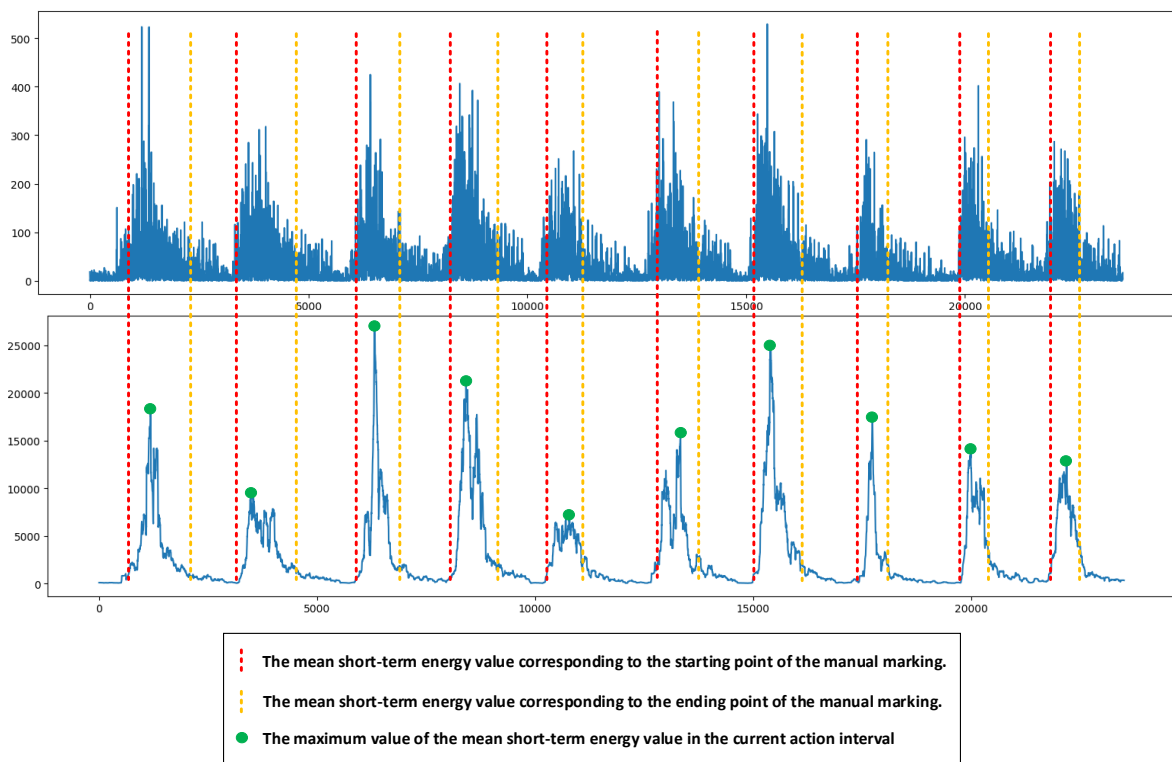 500
400
300
200
100
0
0 5000 10000 15000 20000
25000
20000
15000
10000
5000
0
0 5000 10000 15000 20000
The mean short-term energy value corresponding to the starting point of the manual marking.
The mean short-term energy value corresponding to the ending point of the manual marking.
The maximum value of the mean short-term energy value in the current action interval